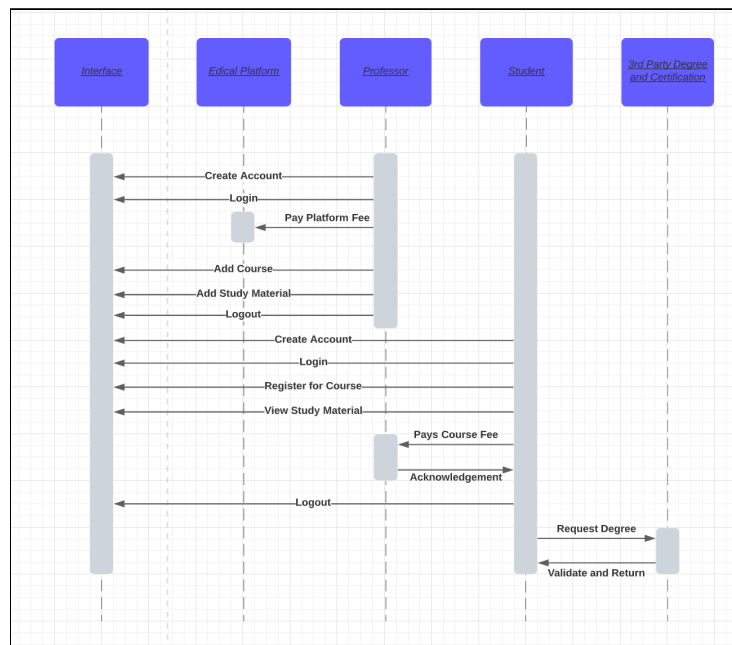 Interface
Edical Platform
Professor
Student
3rd Party Degree
and Certification
Create Account
Login
Pay Platform Fee
Add Course
Add Study Material
Logout
Create Account
Login
Register for Course
View Study Material
Pays Course Fee
Acknowledgement
Logout
Request Degree
Validate and Return